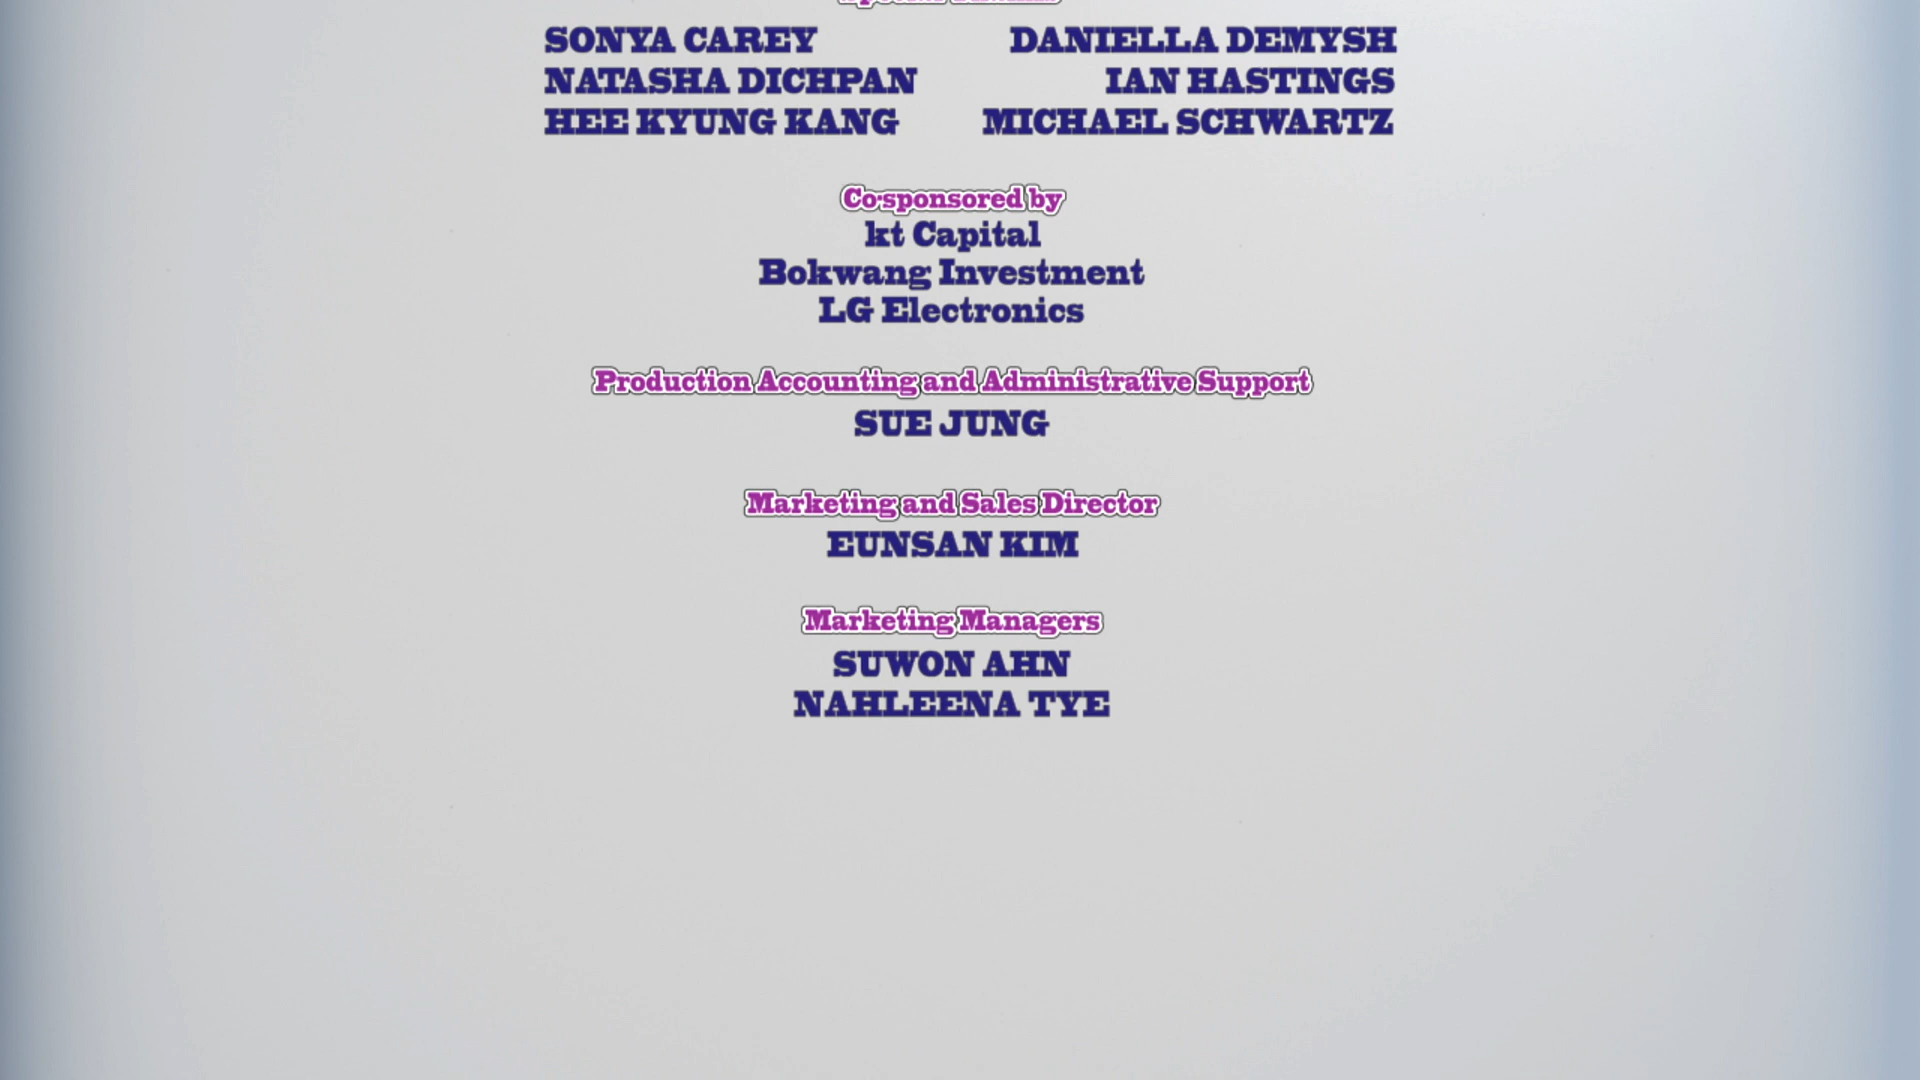 SONYA CAREY DANIELLA DEMYSH
NATASHA DICHPAN IAN HASTINGS
HEE KYUNG KANG MICHAEL SCHWARTZ
Co-sponsored by
kt Capital
Bokwang Investment
LG Electronics
Production Accounting and Administrative Support
SUE JUNG
Marketing and Sales Director
EUNSAN KIM
Marketing Managers
SUWON AHN
NAHLEENA TYE